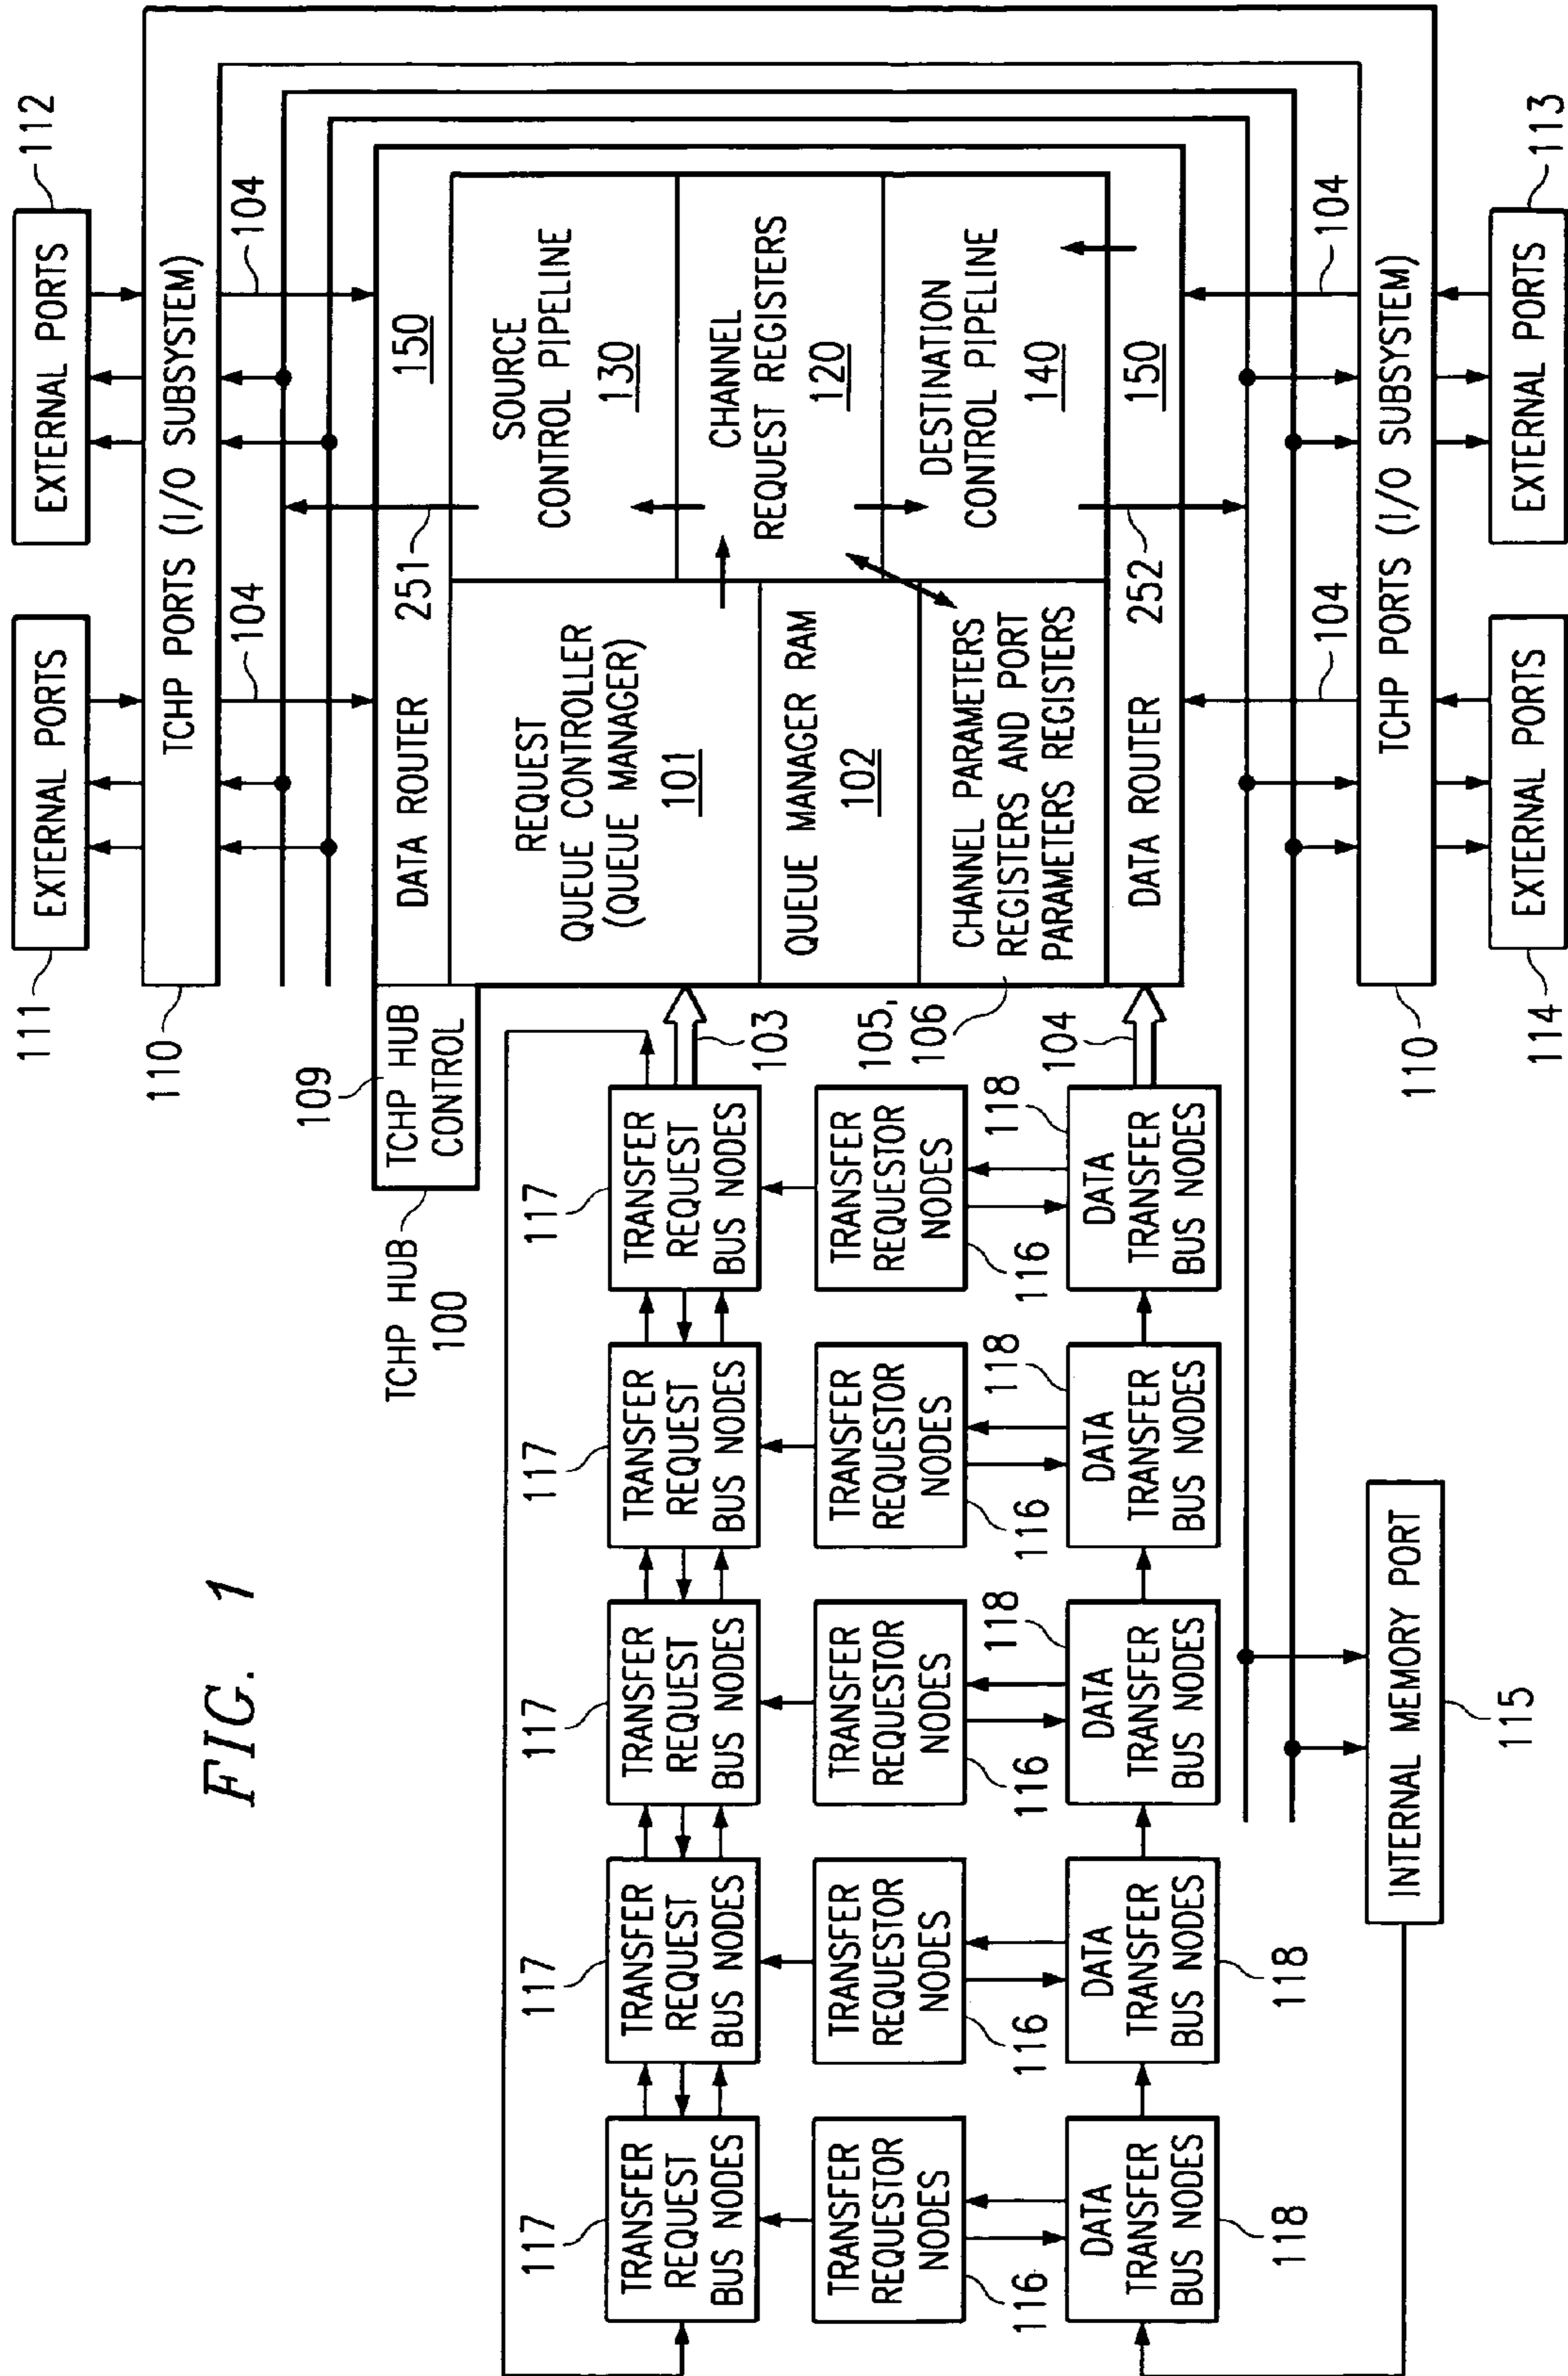 FIG. 1
111
EXTERNAL PORTS
EXTERNAL PORTS
112
110
TCHP PORTS (I/O SUBSYSTEM)
104
104
109
TCHP HUB
CONTROL
TCHP HUB
100
DATA ROUTER
251
150
REQUEST
QUEUE CONTROLLER
(QUEUE MANAGER)
101
SOURCE
CONTROL PIPELINE
130
QUEUE MANAGER RAM
102
CHANNEL
REQUEST REGISTERS
120
CHANNEL PARAMETERS
REGISTERS AND PORT
PARAMETERS REGISTERS
105,
106
DESTINATION
CONTROL PIPELINE
140
DATA ROUTER
252
150
103
104
117
TRANSFER
REQUEST
BUS NODES
117
TRANSFER
REQUEST
BUS NODES
117
TRANSFER
REQUEST
BUS NODES
117
TRANSFER
REQUEST
BUS NODES
117
TRANSFER
REQUEST
BUS NODES
TRANSFER
REQUESTOR
NODES
116
TRANSFER
REQUESTOR
NODES
116
TRANSFER
REQUESTOR
NODES
116
TRANSFER
REQUESTOR
NODES
116
TRANSFER
REQUESTOR
NODES
116
DATA
TRANSFER
BUS NODES
118
DATA
TRANSFER
BUS NODES
118
DATA
TRANSFER
BUS NODES
118
DATA
TRANSFER
BUS NODES
118
DATA
TRANSFER
BUS NODES
118
104
104
INTERNAL MEMORY PORT
115
110
TCHP PORTS (I/O SUBSYSTEM)
114
EXTERNAL PORTS
EXTERNAL PORTS
113